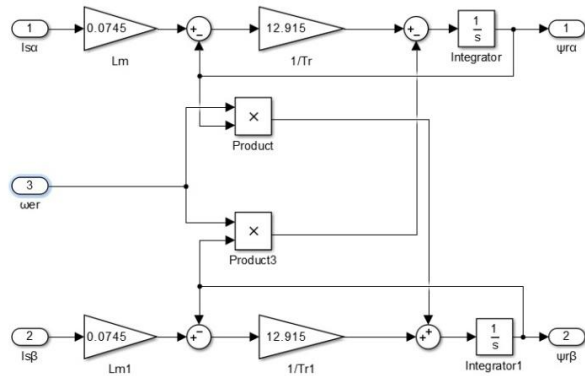 1
0.0745
12.915
1
s
1
Isα
Lm
1/Tr
Integrator
ψrα
×
Product
3
ωer
×
Product3
2
0.0745
12.915
1
s
2
Isβ
Lm1
1/Tr1
Integrator1
ψrβ